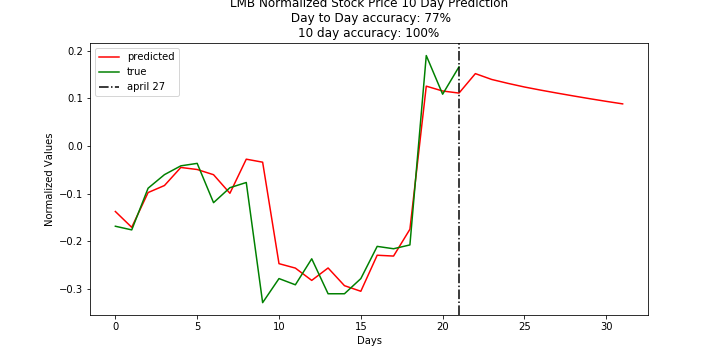 LMB Normalized Stock Price 10 Day Prediction
Day to Day accuracy: 77%
10 day accuracy: 100%
predicted
true
april 27
Normalized Values
0.2
0.1
0.0
−0.1
−0.2
−0.3
0 5 10 15 20 25 30
Days